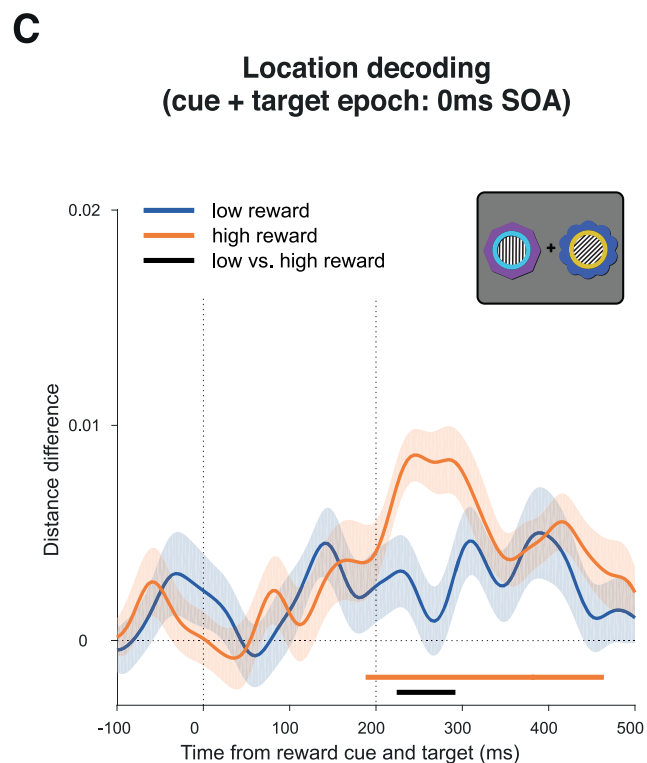 C
Location decoding
(cue + target epoch: 0ms SOA)
low reward
high reward
low vs. high reward
+
0.02
0.01
0
Distance difference
-100
0
100
200
300
400
500
Time from reward cue and target (ms)